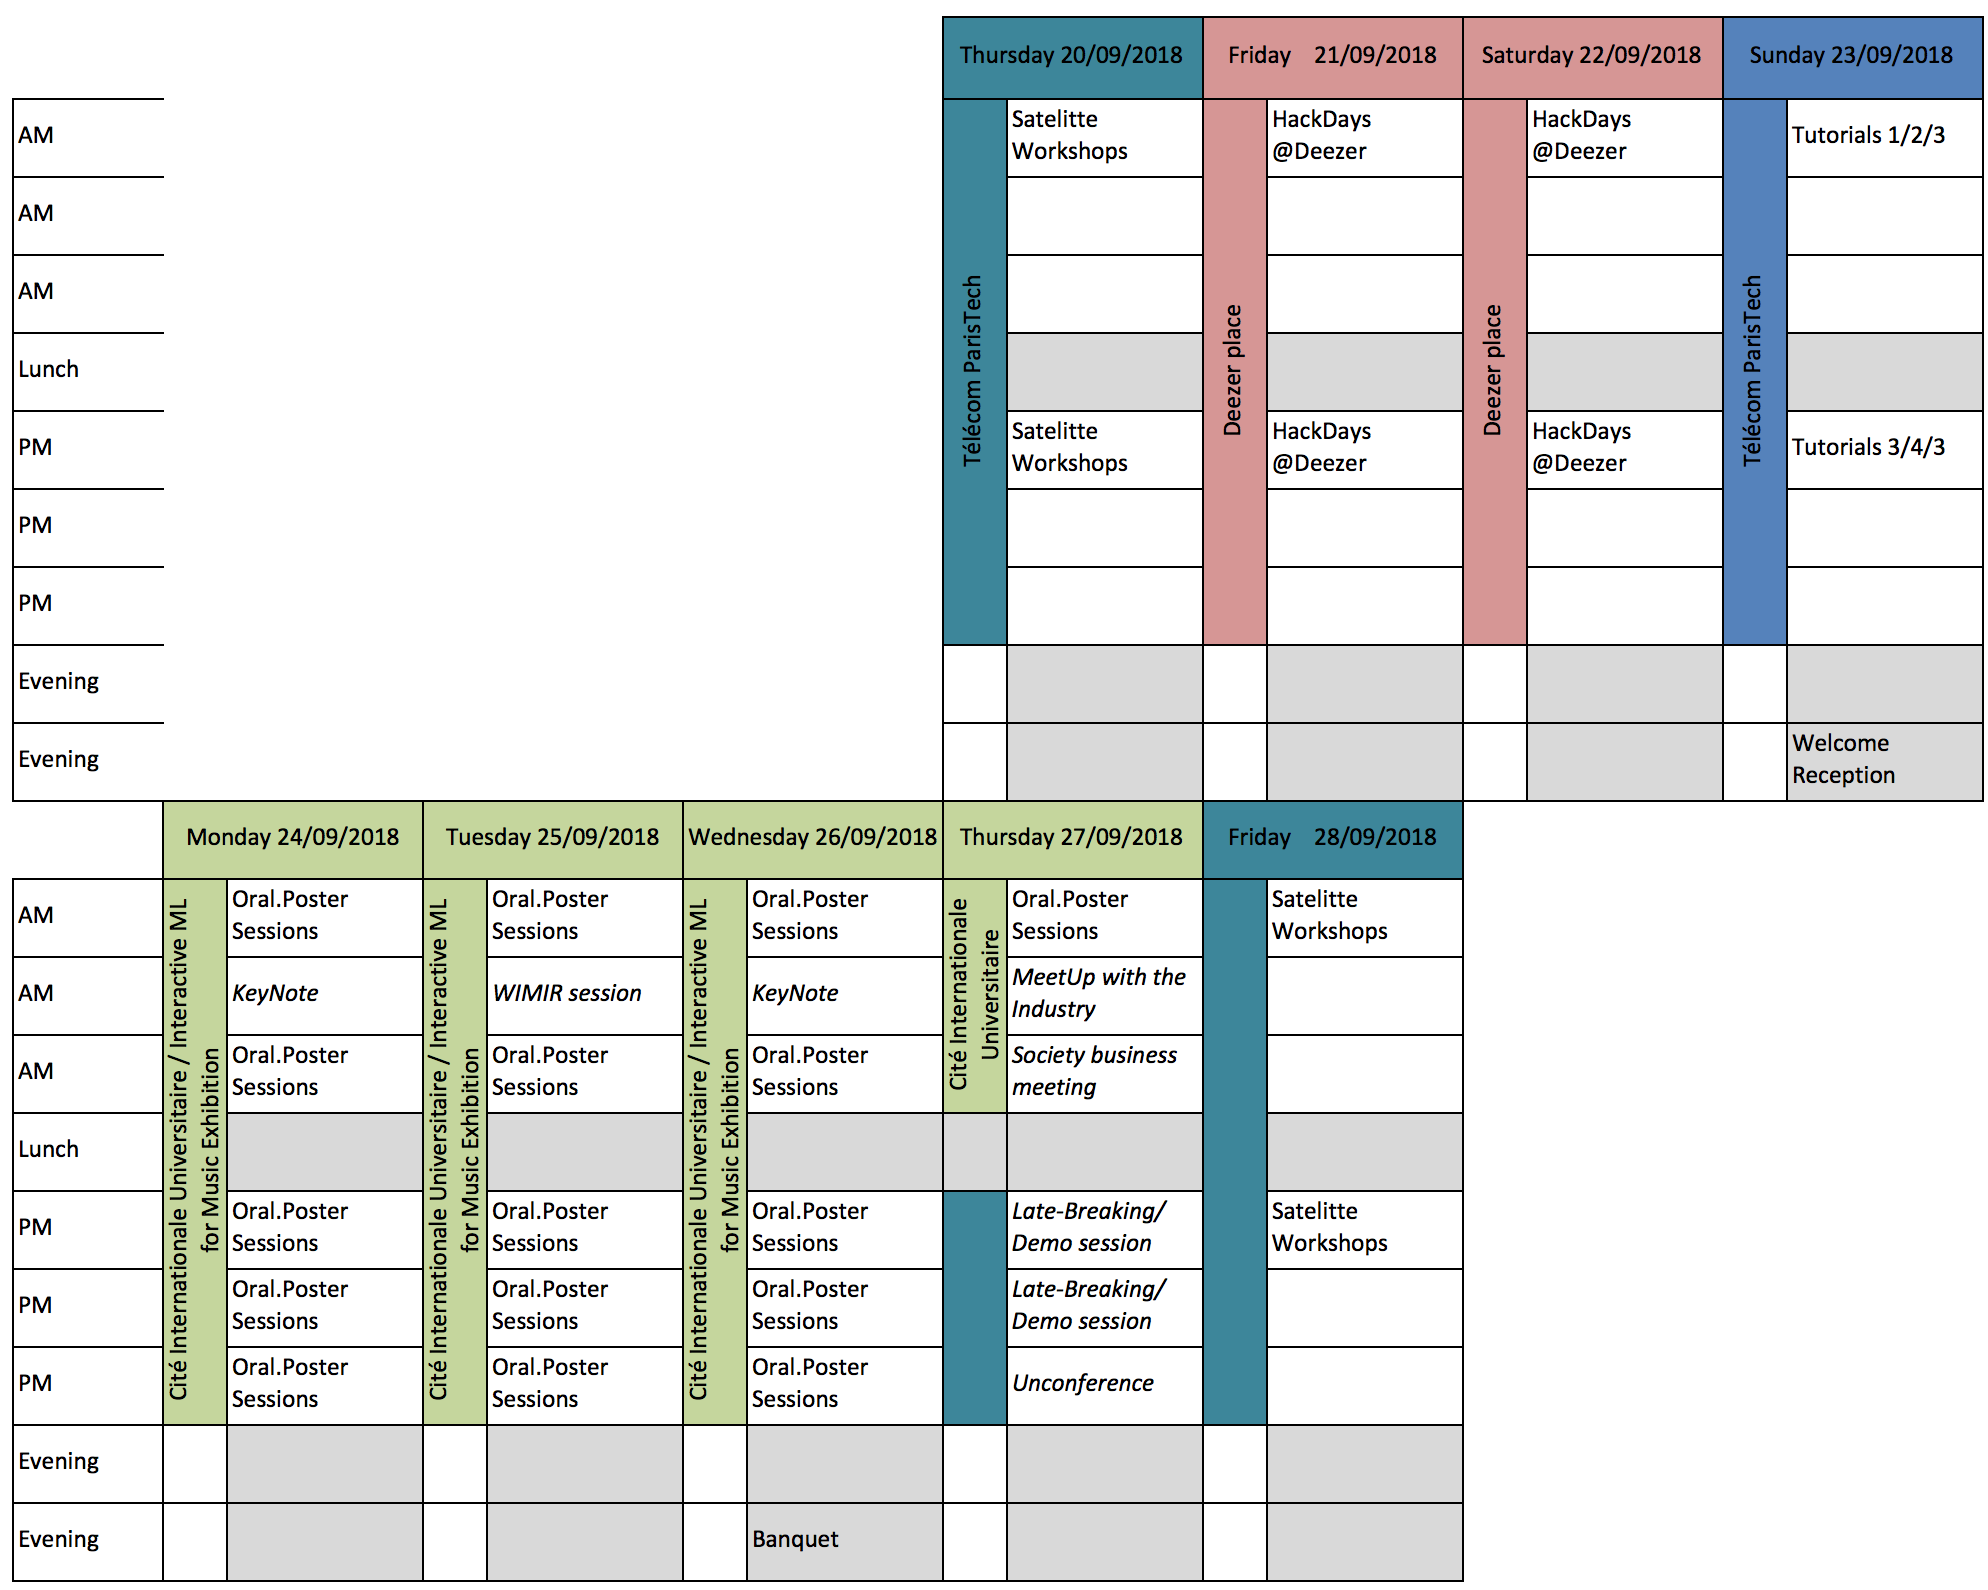 Thursday 20/09/2018 Friday 21/09/2018 Saturday 22/09/2018 Sunday 23/09/2018
Télécom ParisTech
Deezer place
Deezer place
Télécom ParisTech
AM
Satelitte
Workshops
HackDays
@Deezer
HackDays
@Deezer
Tutorials 1/2/3
AM
AM
Lunch
PM
Satelitte
Workshops
HackDays
@Deezer
HackDays
@Deezer
Tutorials 3/4/3
PM
PM
Evening
Evening
Welcome
Reception
Monday 24/09/2018 Tuesday 25/09/2018 Wednesday 26/09/2018 Thursday 27/09/2018 Friday 28/09/2018
Cité Internationale Universitaire / Interactive ML
for Music Exhibition
Cité Internationale Universitaire / Interactive ML
for Music Exhibition
Cité Internationale Universitaire / Interactive ML
for Music Exhibition
Cité Internationale
Universitaire
AM
Oral.Poster
Sessions
Oral.Poster
Sessions
Oral.Poster
Sessions
Oral.Poster
Sessions
Satelitte
Workshops
AM
KeyNote
WIMIR session
KeyNote
MeetUp with the
Industry
AM
Oral.Poster
Sessions
Oral.Poster
Sessions
Oral.Poster
Sessions
Society business
meeting
Lunch
PM
Oral.Poster
Sessions
Oral.Poster
Sessions
Oral.Poster
Sessions
Late-Breaking/
Demo session
Satelitte
Workshops
PM
Oral.Poster
Sessions
Oral.Poster
Sessions
Oral.Poster
Sessions
Late-Breaking/
Demo session
PM
Oral.Poster
Sessions
Oral.Poster
Sessions
Oral.Poster
Sessions
Unconference
Evening
Evening
Banquet